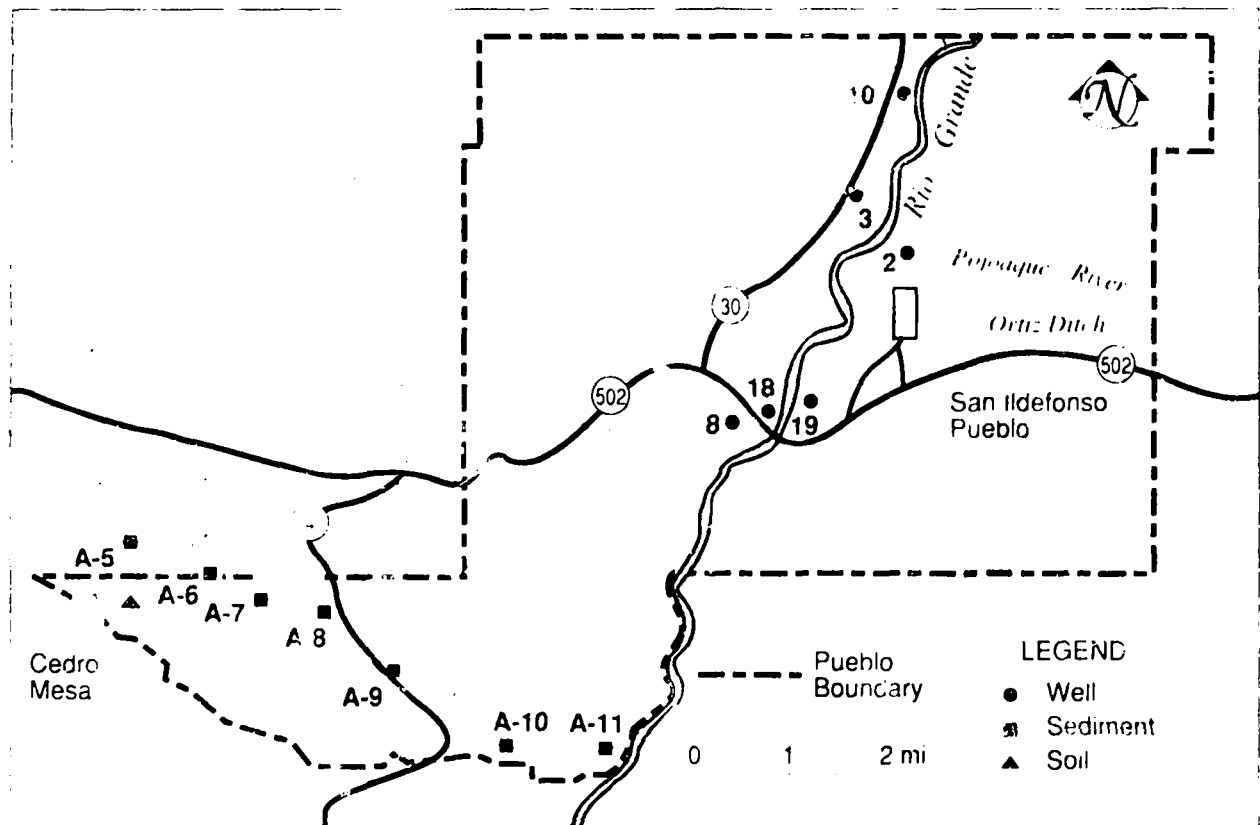 10
N
Rio Grande
3
2
Pojoaque River
30
Ortiz Ditch
502
502
18
San Ildefonso
Pueblo
8
19
A-5
A-6
A-7
A-8
Cedro
Mesa
A-9
Pueblo
Boundary
LEGEND
Well
Sediment
Soil
A-10
A-11
0 1 2 mi